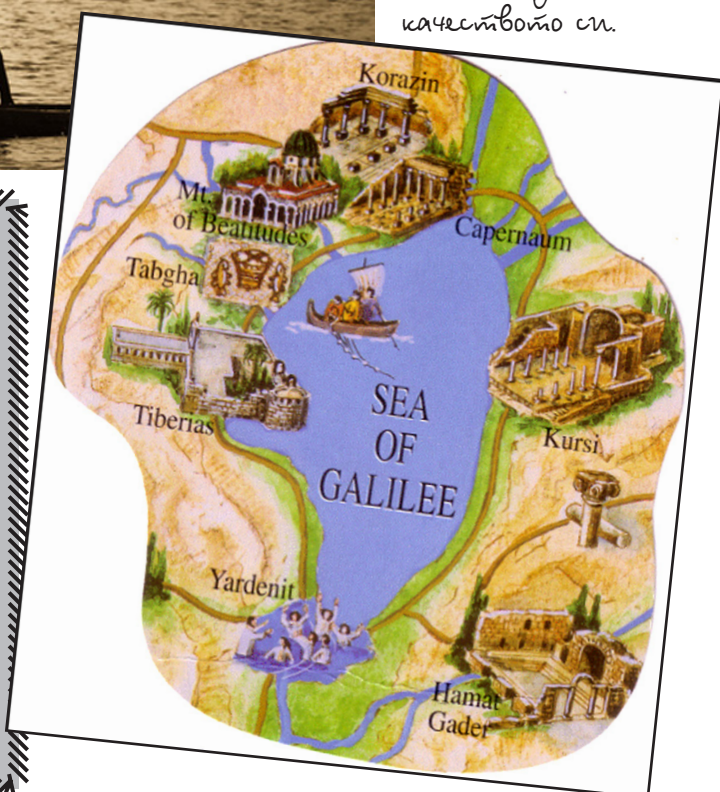 качеството си.
Korazin
Mt.
of Beatitudes
Capernaum
Tabgha
Tiberias
SEA
OF
GALILEE
Kursi
Yardenit
Hamat
Gader